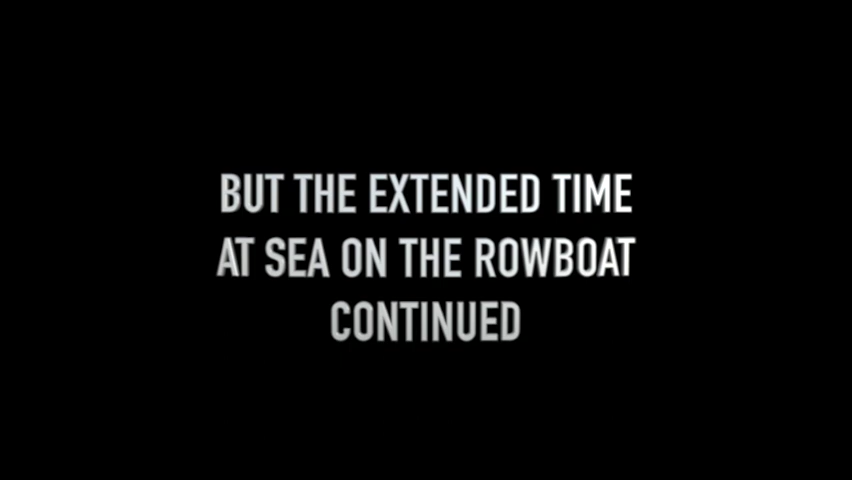 BUT THE EXTENDED TIME
AT SEA ON THE ROWBOAT
CONTINUED